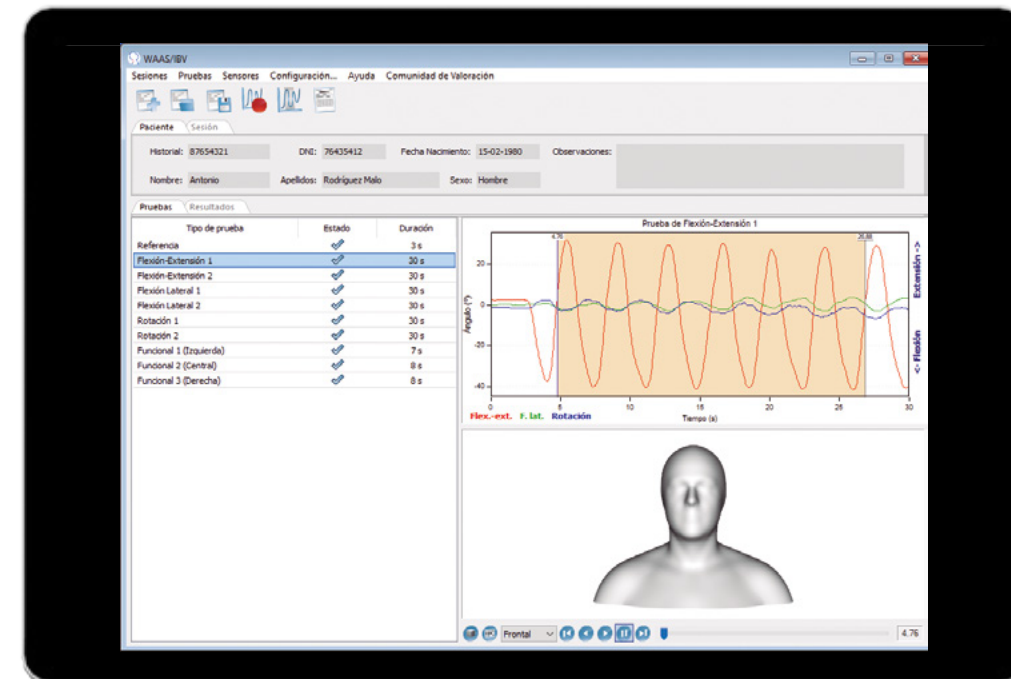 WAAS/IBV
Sesiones Pruebas Sensores Configuración... Ayuda Comunidad de Valoración
Paciente Sesión
Historial: 87654321 DNI: 76435412 Fecha Nacimiento: 15-02-1980 Observaciones:
Nombre: Antonio Apellidos: Rodríguez Malo Sexo: Hombre
Pruebas Resultados
Tipo de prueba Estado Duración
Referencia 3 s
Flexión-Extensión 1 30 s
Flexión-Extensión 2 30 s
Flexión Lateral 1 30 s
Flexión Lateral 2 30 s
Rotación 1 30 s
Rotación 2 30 s
Funcional 1 (Izquierda) 7 s
Funcional 2 (Central) 8 s
Funcional 3 (Derecha) 8 s
Prueba de Flexión-Extensión 1
4.76
20
0
-20
-40
Ángulo (º)
Extensión ->
<- Flexión
0 5 10 15 20 25 30
Flex.-ext. F. lat. Rotación Tiempo (s)
Frontal 4.76